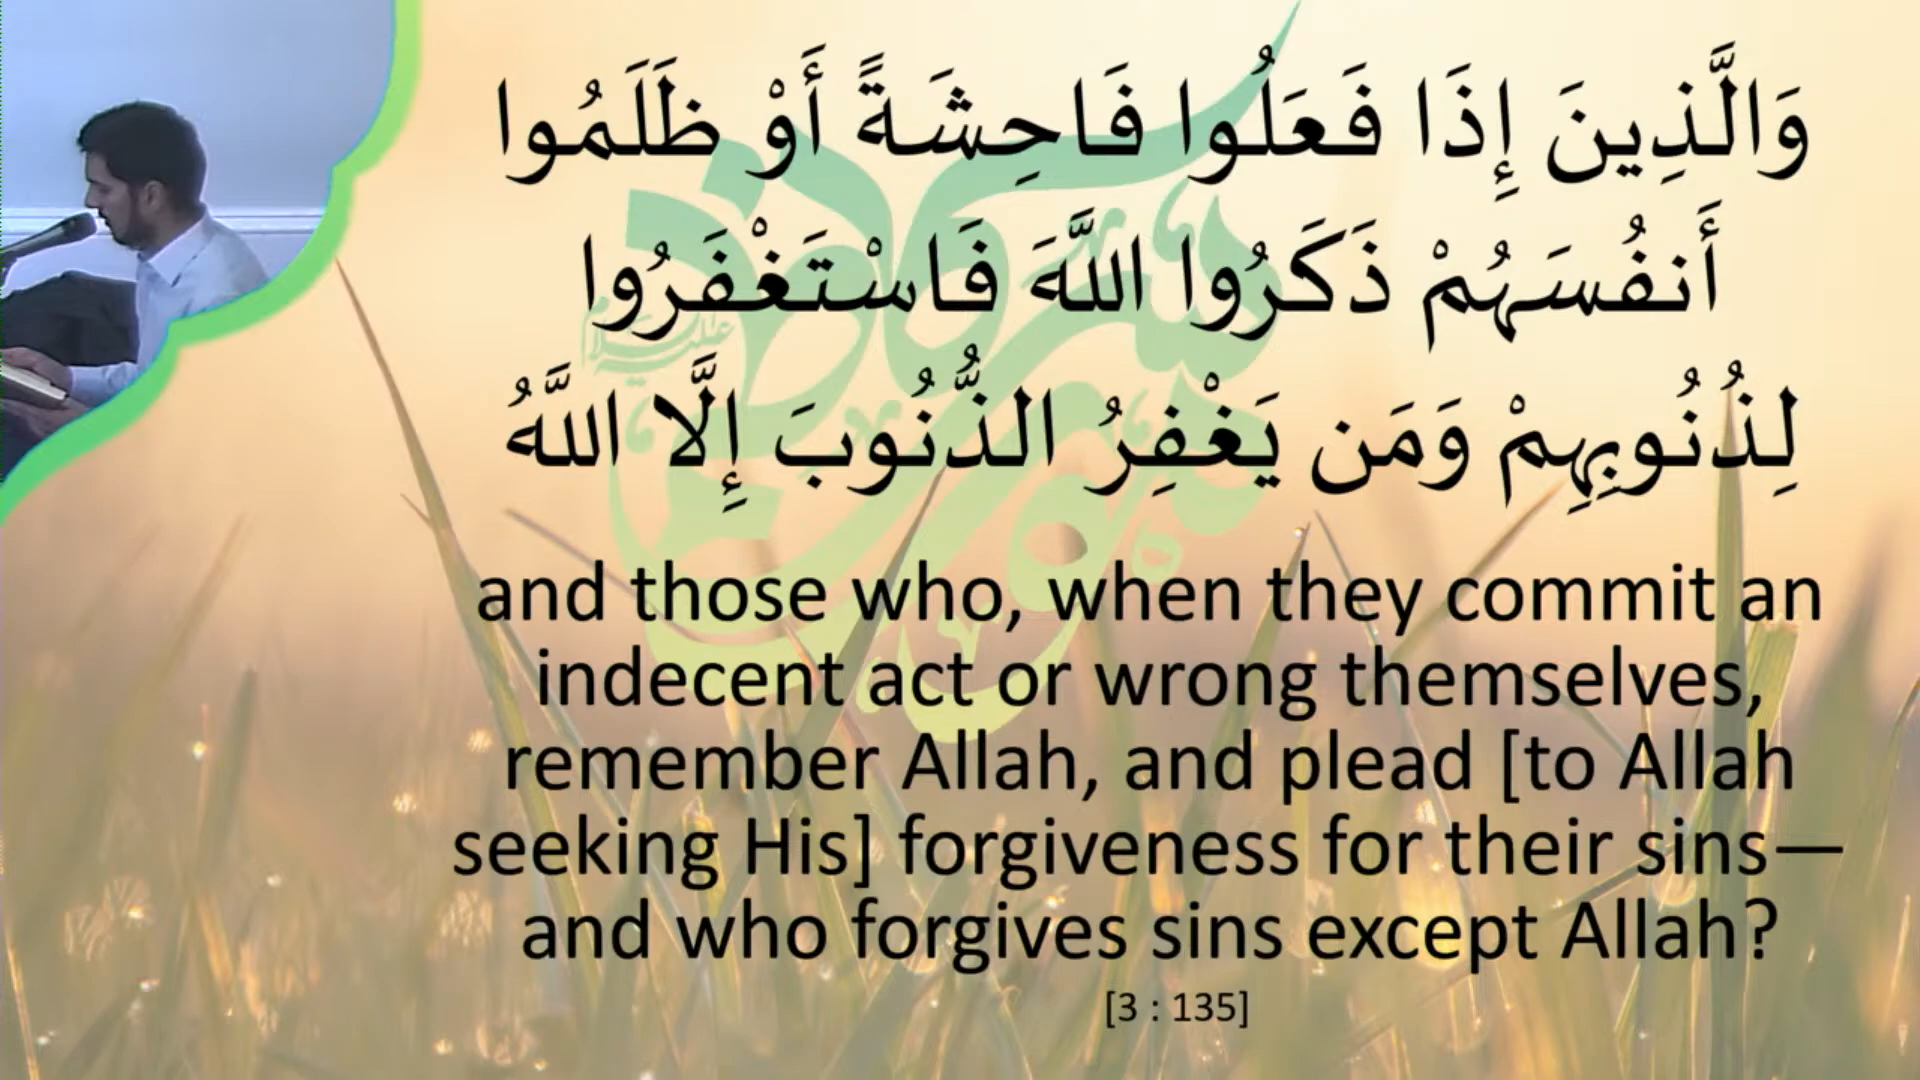 وَالَّذِينَ إِذَا فَعَلُوا فَاحِشَةً أَوْ ظَلَمُوا
أَنفُسَهُمْ ذَكَرُوا اللَّهَ فَاسْتَغْفَرُوا
لِذُنُوبِهِمْ وَمَن يَغْفِرُ الذُّنُوبَ إِلَّا اللَّهُ
and those who, when they commit an
indecent act or wrong themselves,
remember Allah, and plead [to Allah
seeking His] forgiveness for their sins—
and who forgives sins except Allah?
[3 : 135]